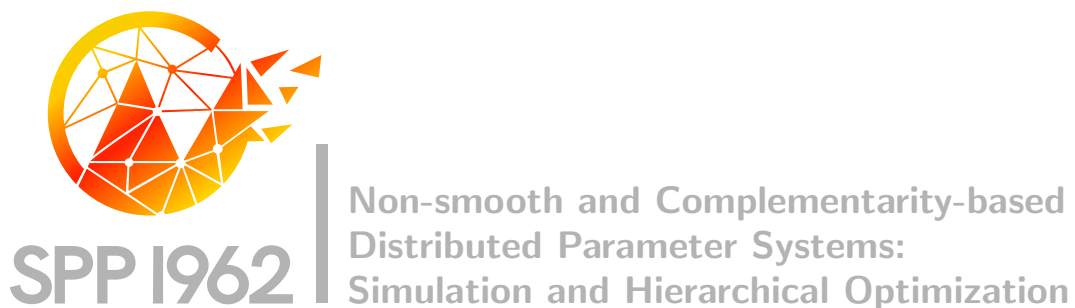 SPP 1962
Non-smooth and Complementarity-based
Distributed Parameter Systems:
Simulation and Hierarchical Optimization